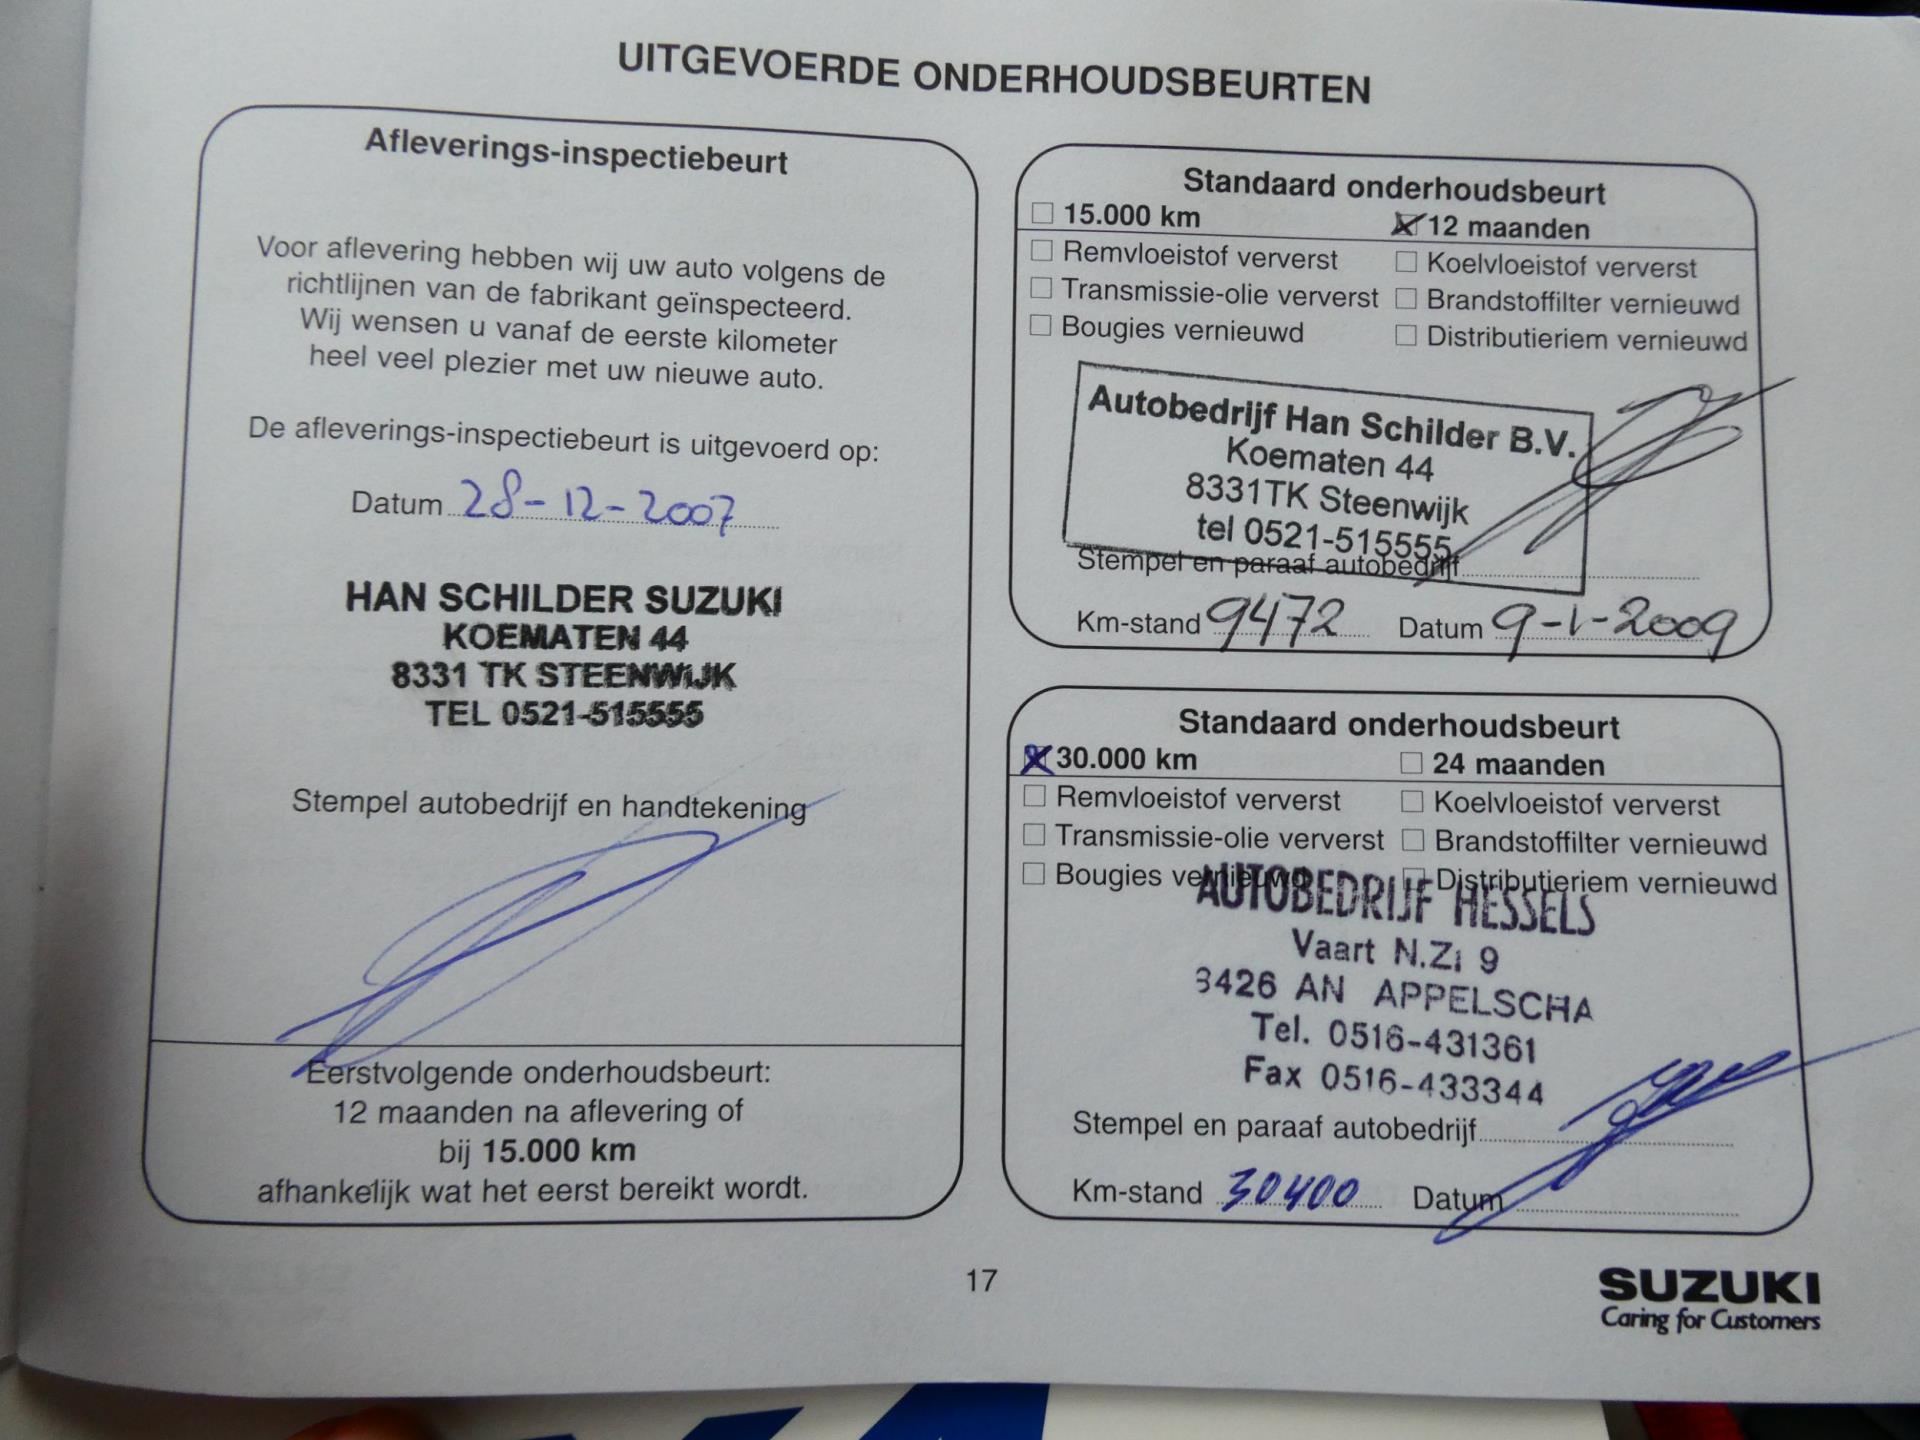 UITGEVOERDE ONDERHOUDSBEURTEN
Afleverings-inspectiebeurt
Voor aflevering hebben wij uw auto volgens de
richtlijnen van de fabrikant geïnspecteerd.
Wij wensen u vanaf de eerste kilometer
heel veel plezier met uw nieuwe auto.
De afleverings-inspectiebeurt is uitgevoerd op:
Datum 28-12-2007
HAN SCHILDER SUZUKI
KOEMATEN 44
8331 TK STEENWIJK
TEL 0521-515555
Stempel autobedrijf en handtekening
Eerstvolgende onderhoudsbeurt:
12 maanden na aflevering of
bij 15.000 km
afhankelijk wat het eerst bereikt wordt.
Standaard onderhoudsbeurt
15.000 km 12 maanden
Remvloeistof ververst Koelvloeistof ververst
Transmissie-olie ververst Brandstoffilter vernieuwd
Bougies vernieuwd Distributieriem vernieuwd
Autobedrijf Han Schilder B.V.
Koematen 44
8331TK Steenwijk
tel 0521-515555
Stempel en paraaf autobedrijf
Km-stand 9472 Datum 9-1-2009
Standaard onderhoudsbeurt
30.000 km 24 maanden
Remvloeistof ververst Koelvloeistof ververst
Transmissie-olie ververst Brandstoffilter vernieuwd
Bougies vernieuwd Distributieriem vernieuwd
AUTOBEDRIJF HESSELS
Vaart N.Z. 9
8426 AN APPELSCHA
Tel. 0516-431361
Fax 0516-433344
Stempel en paraaf autobedrijf
Km-stand 30400 Datum
17
SUZUKI
Caring for Customers